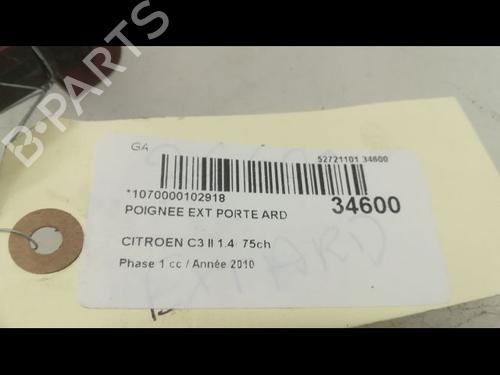 B-PARTS
GA
52721101 34600
*1070000102918
POIGNEE EXT PORTE ARD
34600
CITROEN C3 II 1.4 75ch
Phase 1 cc / Année 2010